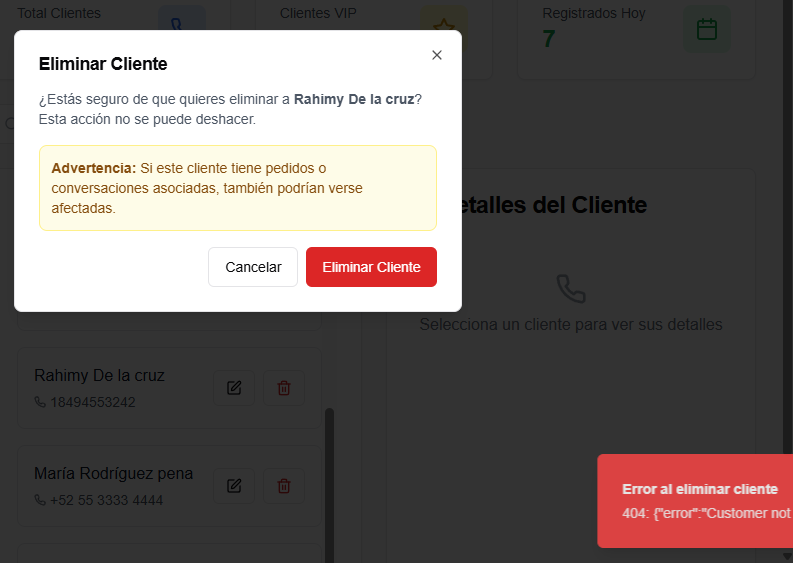 Total Clientes
Clientes VIP
Registrados Hoy
7
Eliminar Cliente
¿Estás seguro de que quieres eliminar a Rahimy De la cruz?
Esta acción no se puede deshacer.
Advertencia: Si este cliente tiene pedidos o
conversaciones asociadas, también podrían verse
afectadas.
Cancelar
Eliminar Cliente
etalles del Cliente
Selecciona un cliente para ver sus detalles
Rahimy De la cruz
18494553242
María Rodríguez pena
+52 55 3333 4444
Error al eliminar cliente
404: {"error":"Customer not